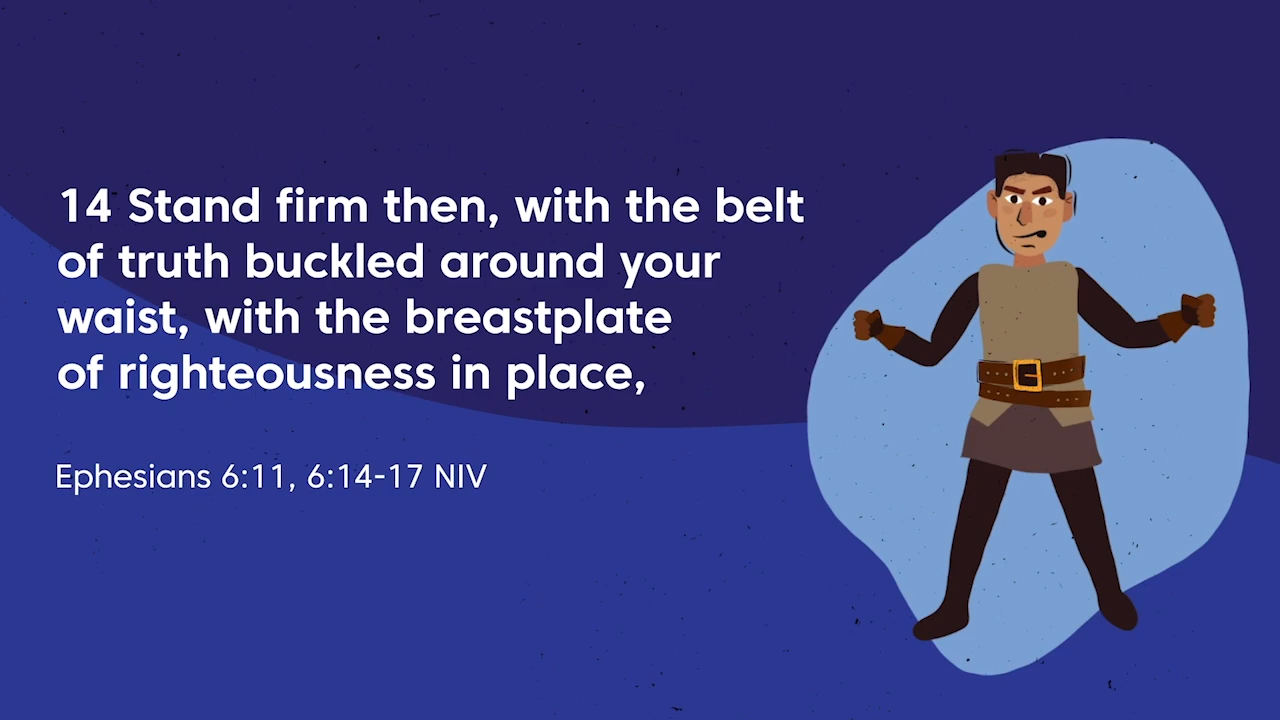 14 Stand firm then, with the belt
of truth buckled around your
waist, with the breastplate
of righteousness in place,
Ephesians 6:11, 6:14-17 NIV